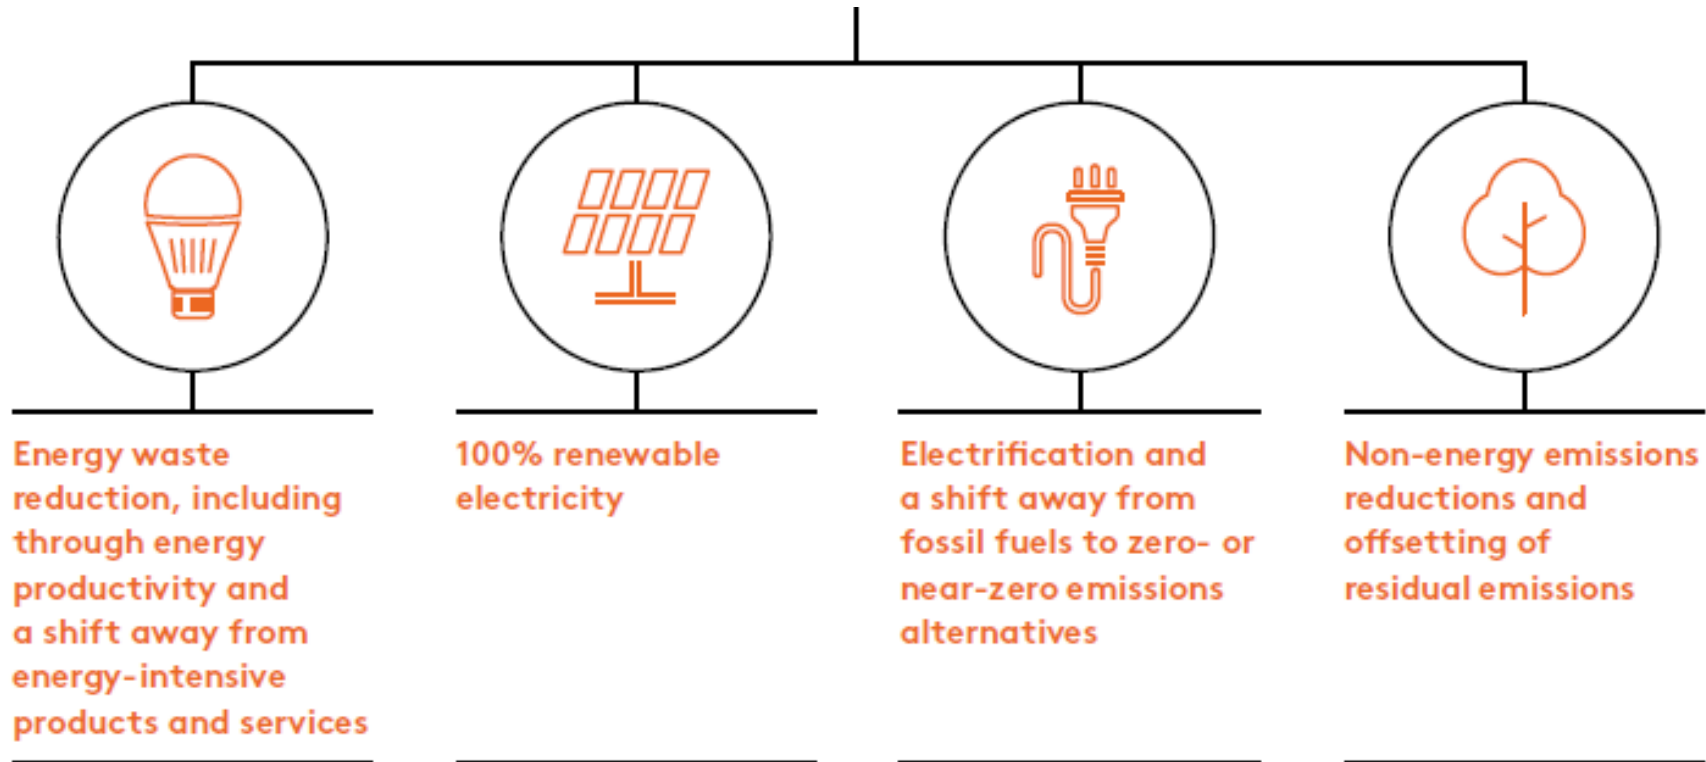 Energy waste
reduction, including
through energy
productivity and
a shift away from
energy-intensive
products and services
100% renewable
electricity
Electrification and
a shift away from
fossil fuels to zero- or
near-zero emissions
alternatives
Non-energy emissions
reductions and
offsetting of
residual emissions